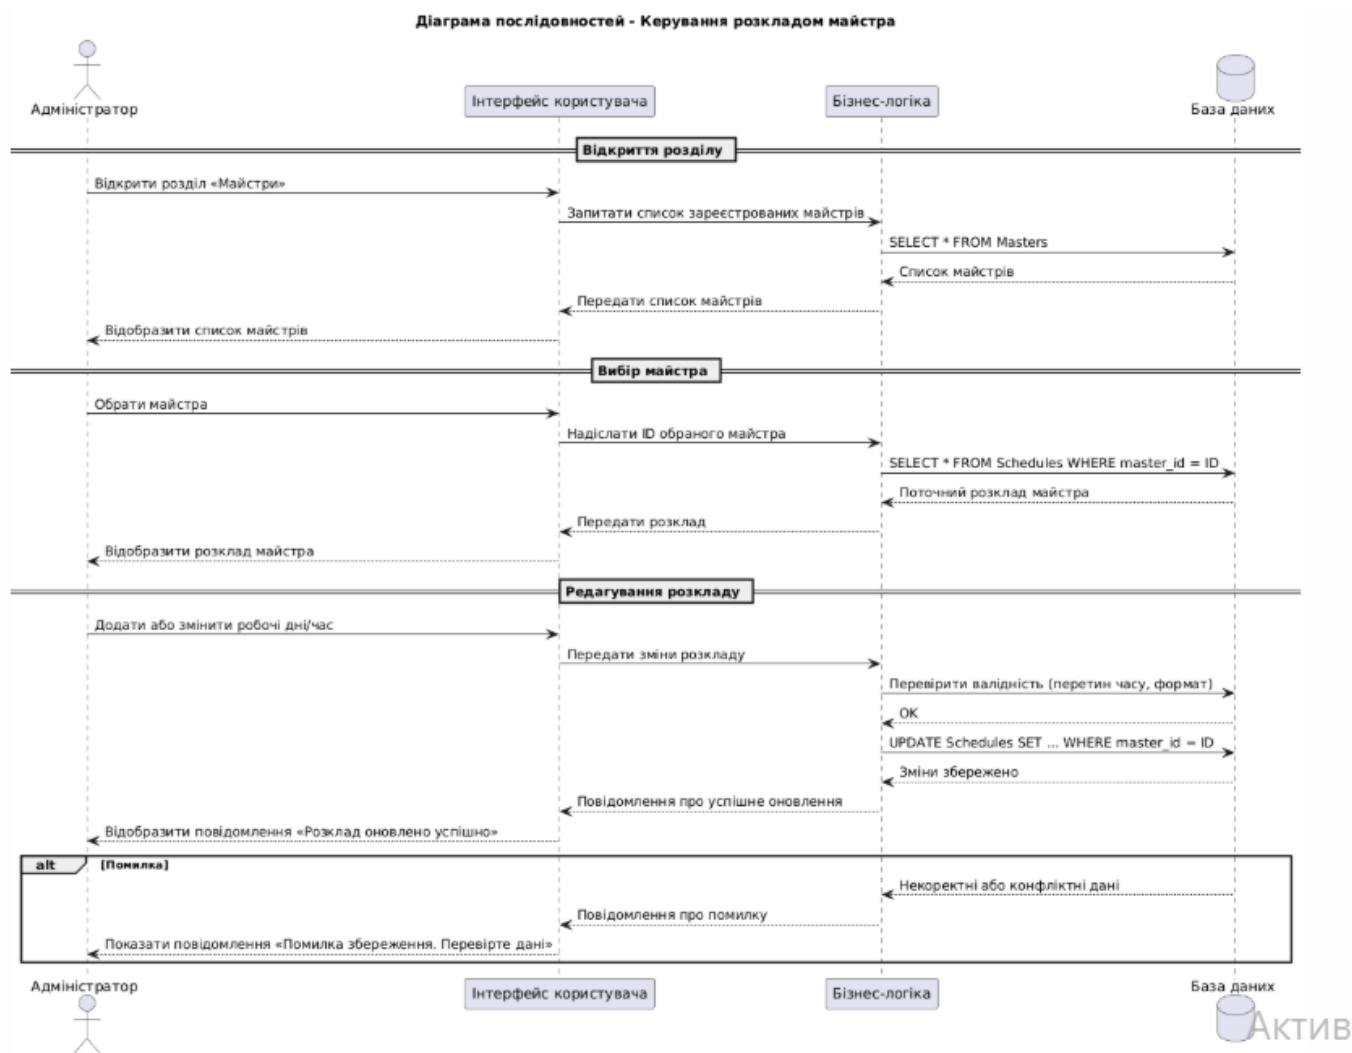 Діаграма послідовностей - Керування розкладом майстра
Адміністратор
Інтерфейс користувача
Бізнес-логіка
База даних
Відкриття розділу
Відкрити розділ «Майстри»
Запитати список зареєстрованих майстрів
SELECT * FROM Masters
Список майстрів
Передати список майстрів
Відобразити список майстрів
Вибір майстра
Обрати майстра
Надіслати ID обраного майстра
SELECT * FROM Schedules WHERE master_id = ID
Поточний розклад майстра
Передати розклад
Відобразити розклад майстра
Редагування розкладу
Додати або змінити робочі дні/час
Передати зміни розкладу
Перевірити валідність (перетин часу, формат)
OK
UPDATE Schedules SET ... WHERE master_id = ID
Зміни збережено
Повідомлення про успішне оновлення
Відобразити повідомлення «Розклад оновлено успішно»
alt [Помилка]
Некоректні або конфліктні дані
Повідомлення про помилку
Показати повідомлення «Помилка збереження. Перевірте дані»
Адміністратор
Інтерфейс користувача
Бізнес-логіка
База даних
Актив